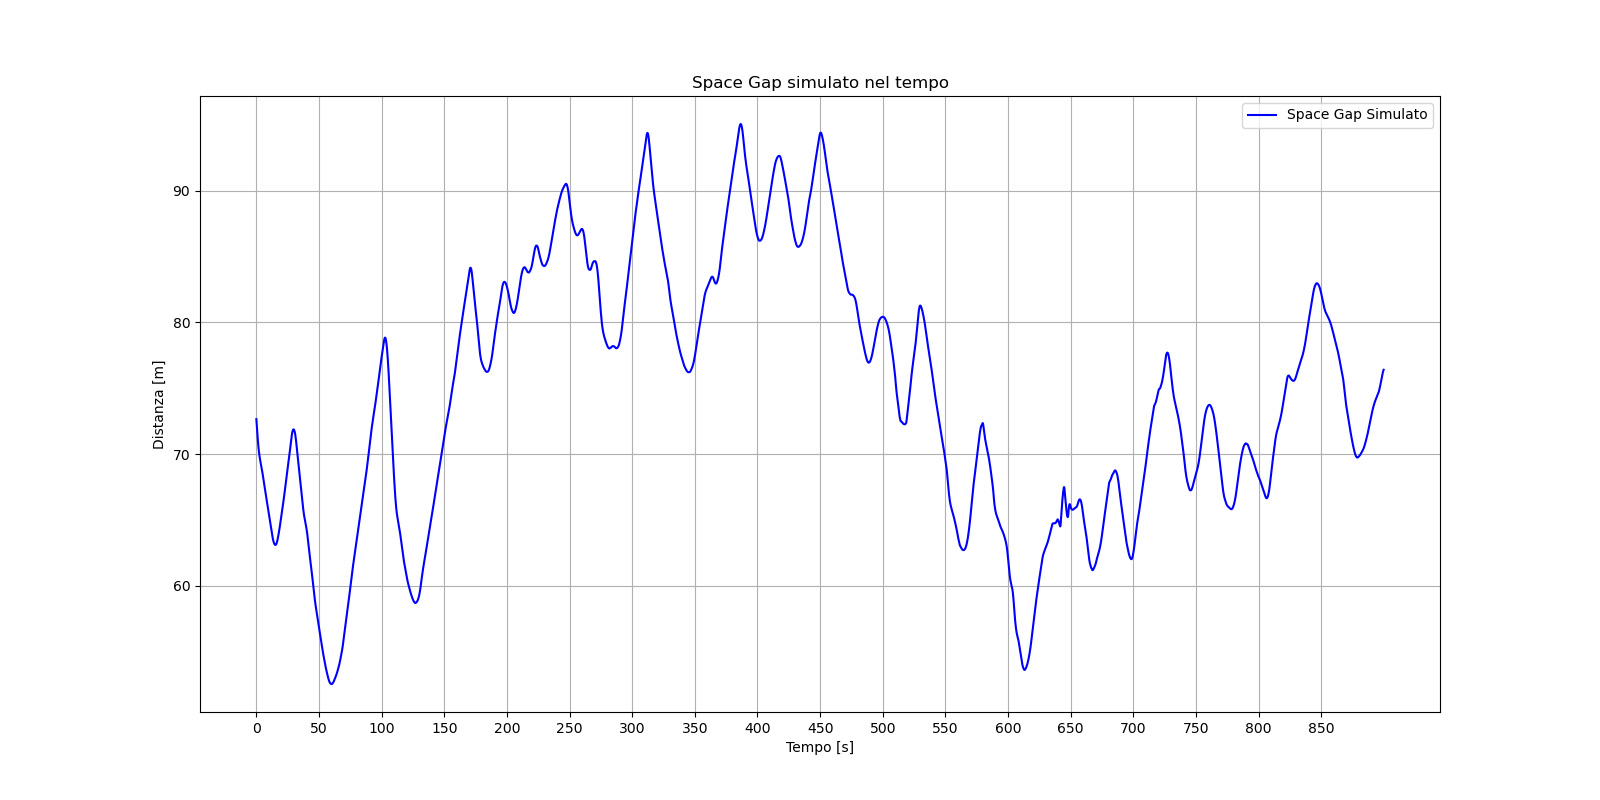 Space Gap simulato nel tempo
Space Gap Simulato
Distanza [m]
90
80
70
60
0 50 100 150 200 250 300 350 400 450 500 550 600 650 700 750 800 850
Tempo [s]